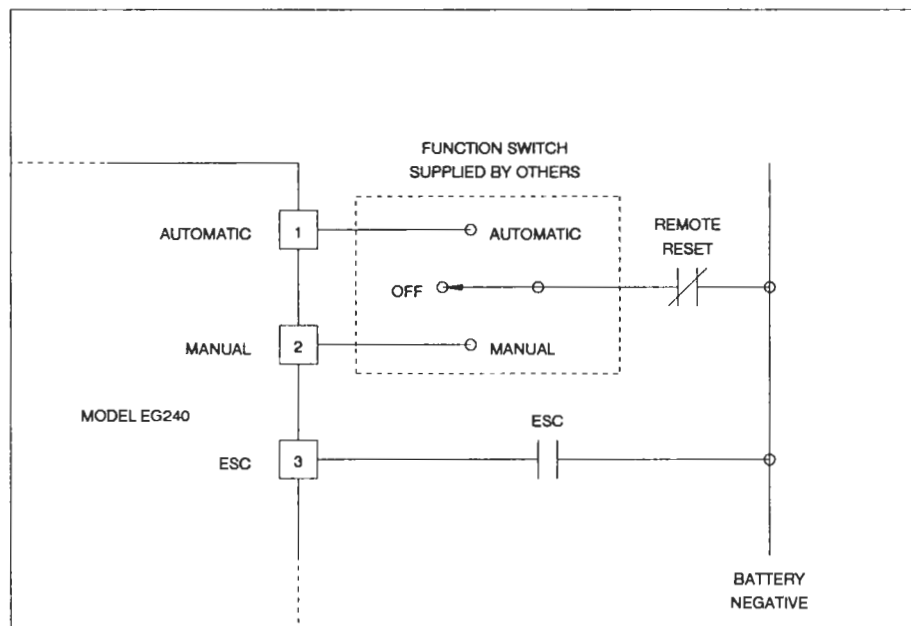 FUNCTION SWITCH
SUPPLIED BY OTHERS
AUTOMATIC
1
AUTOMATIC
REMOTE
RESET
OFF
MANUAL
2
MANUAL
MODEL EG240
ESC
ESC
3
BATTERY
NEGATIVE